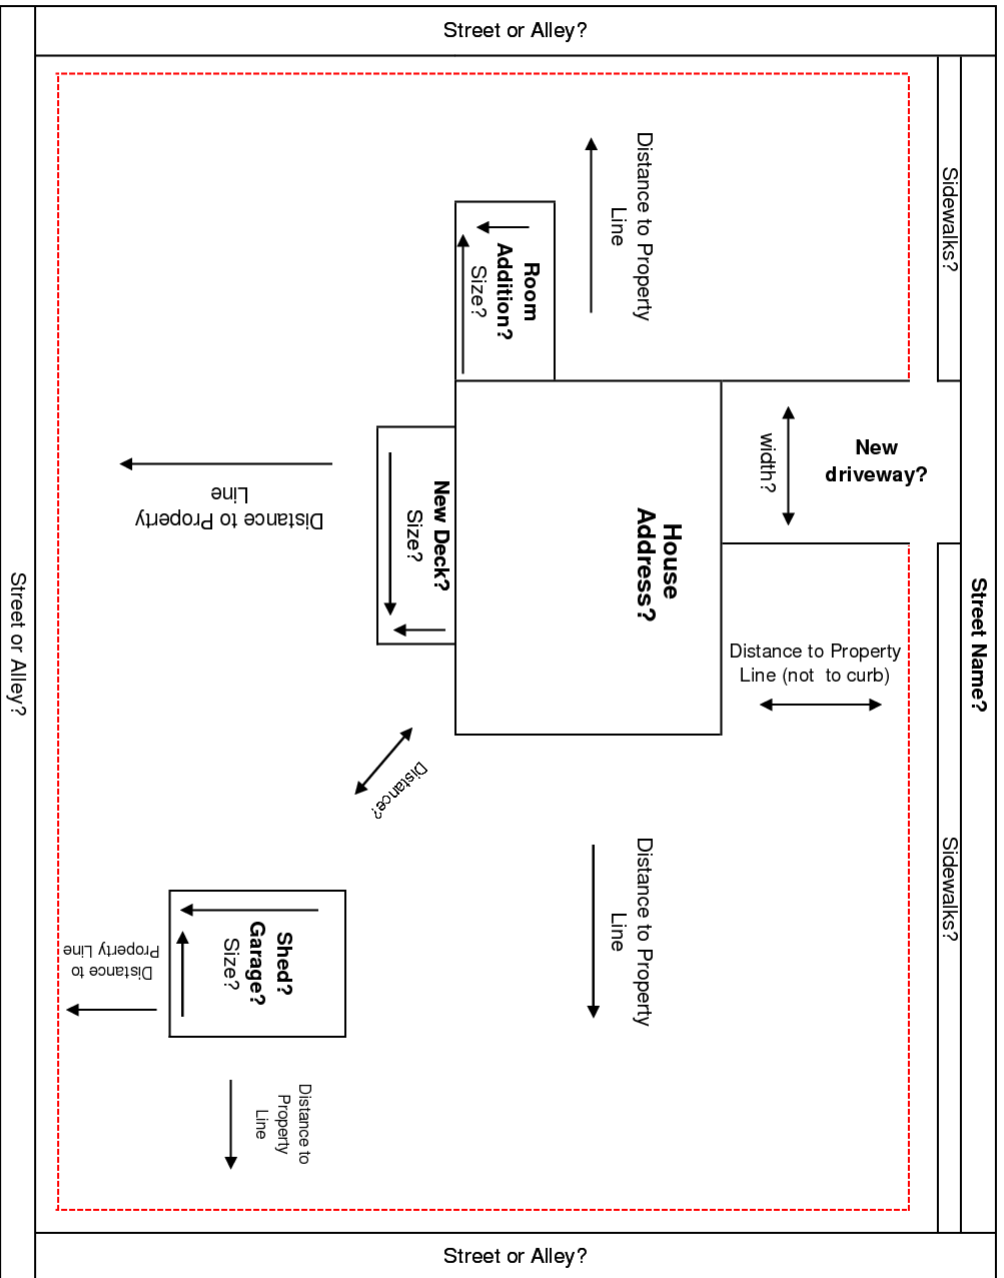 Street or Alley?
Sidewalks?
Distance to Property
Line
Room
Addition?
Size?
New
driveway?
width?
Distance to Property
Line
New Deck?
Size?
House
Address?
Street Name?
Street or Alley?
Distance to Property
Line (not to curb)
Distance?
Sidewalks?
Distance to Property
Line
Shed?
Garage?
Size?
Distance to
Property Line
Distance to
Property
Line
Street or Alley?